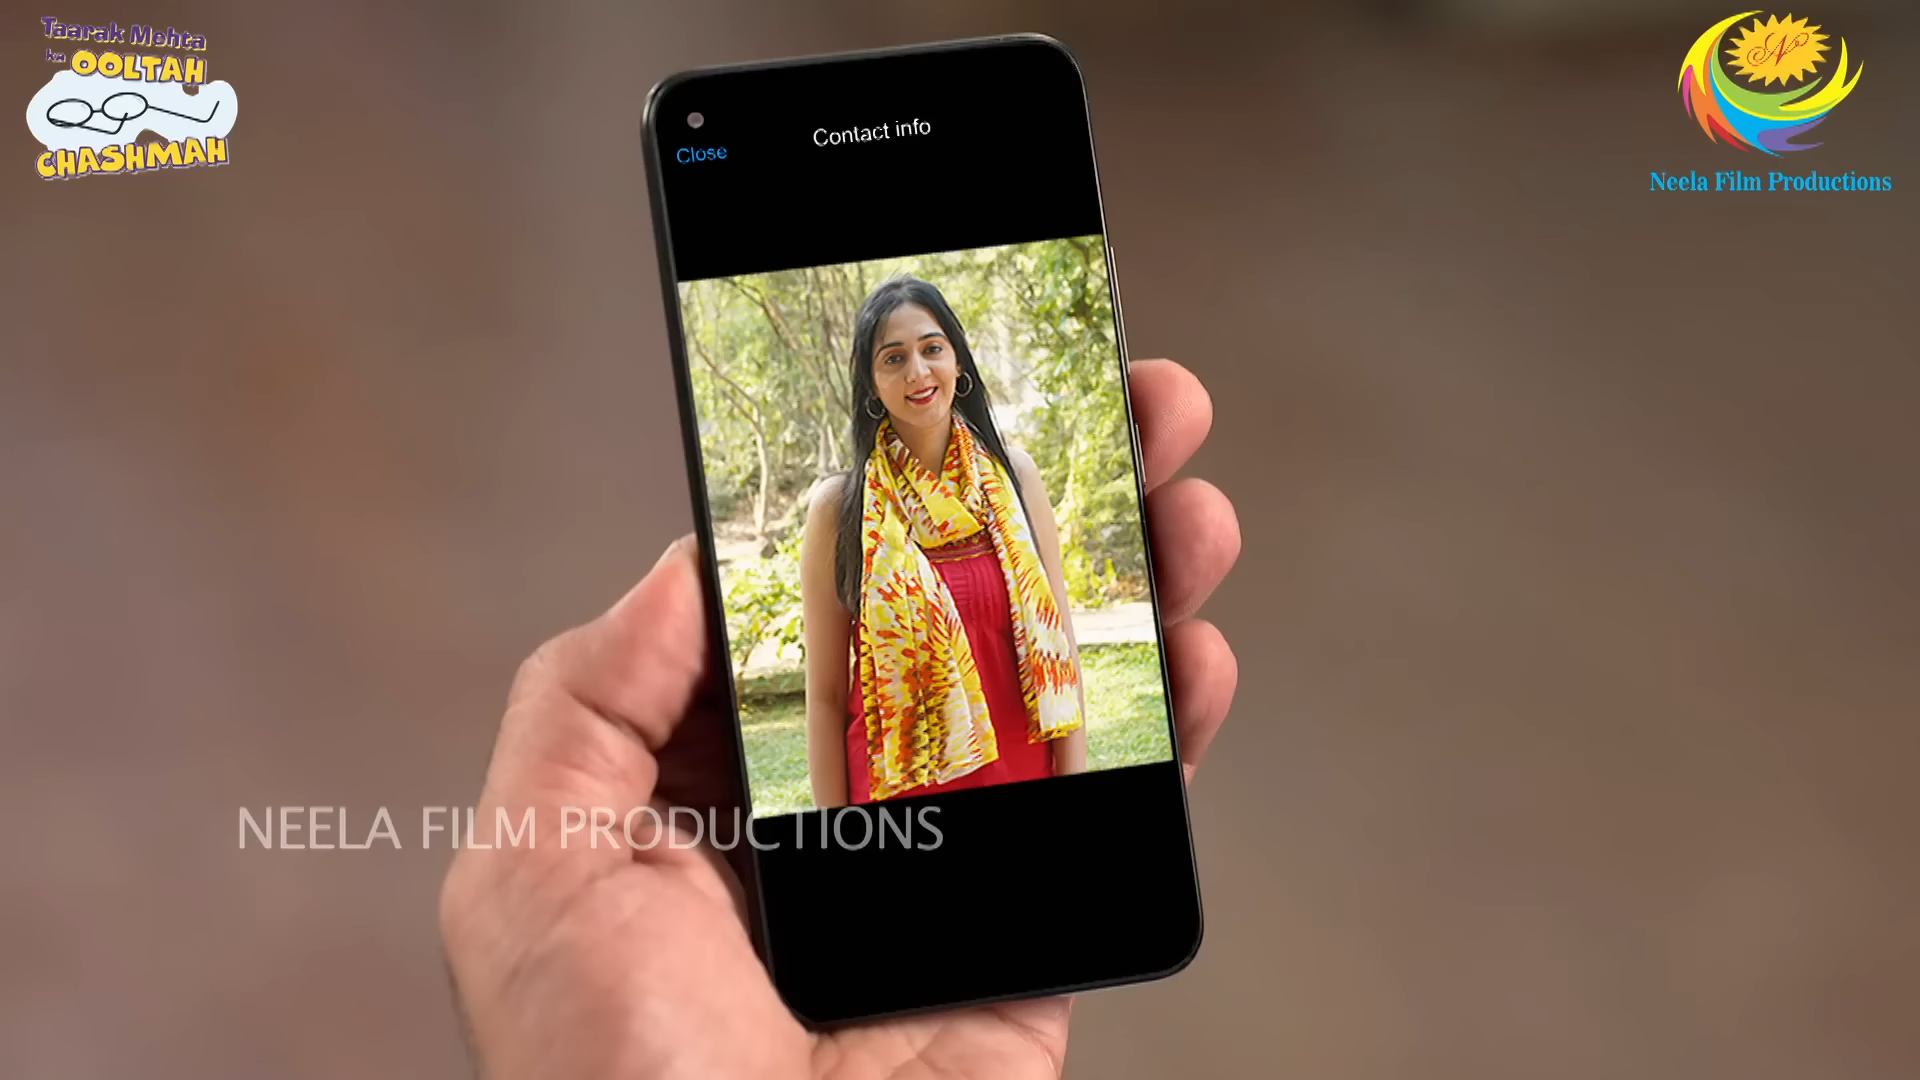 Taarak Mehta
ka OOLTAH
CHASHMAH
N
Neela Film Productions
Contact info
Close
NEELA FILM PRODUCTIONS